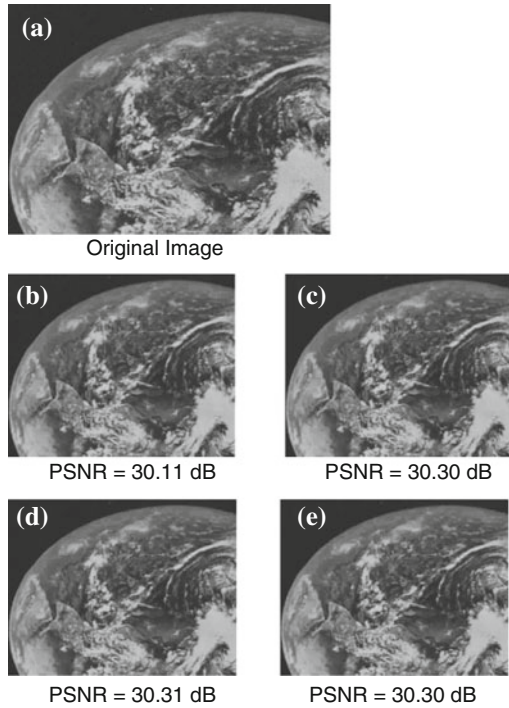 (a)
Original Image
(b) (c)
PSNR = 30.11 dB PSNR = 30.30 dB
(d) (e)
PSNR = 30.31 dB PSNR = 30.30 dB